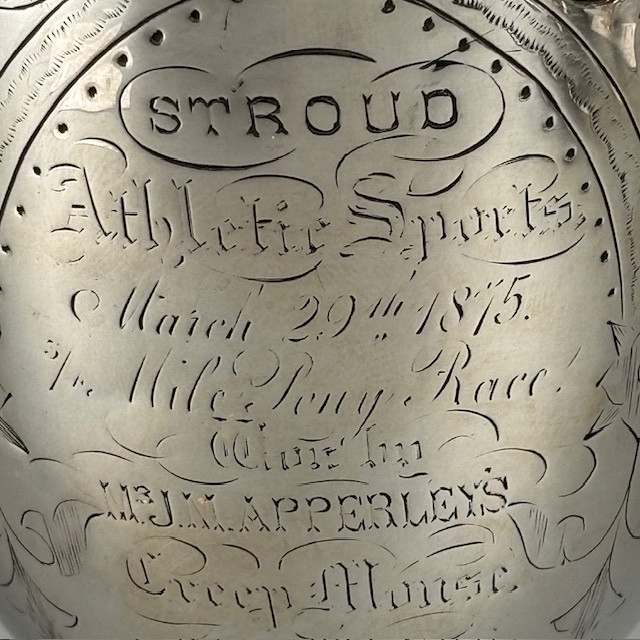 STROUD
Athletic Sports
March 29th 1875.
3/4 Mile Pony Race
Won by
MR J.M. APPERLEY'S
Creep Mouse